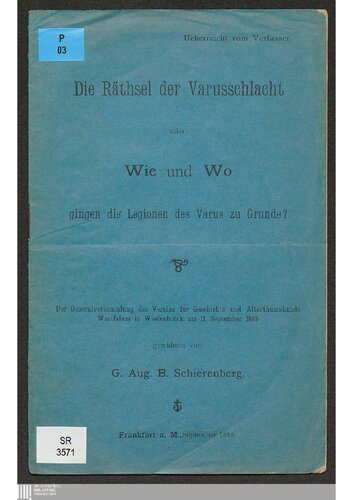 P
03
Ueberreicht vom Verfasser.
Die Räthsel der Varusschlacht
oder
Wie und Wo
gingen die Legionen des Varus zu Grunde?
Der Generalversammlung des Vereins für Geschichte und Alterthumskunde
Westfalens in Wiedenbrück am 11. September 1888
gewidmet von
G. Aug. B. Schierenberg.
SR
3571
Frankfurt a. M., September 1888.